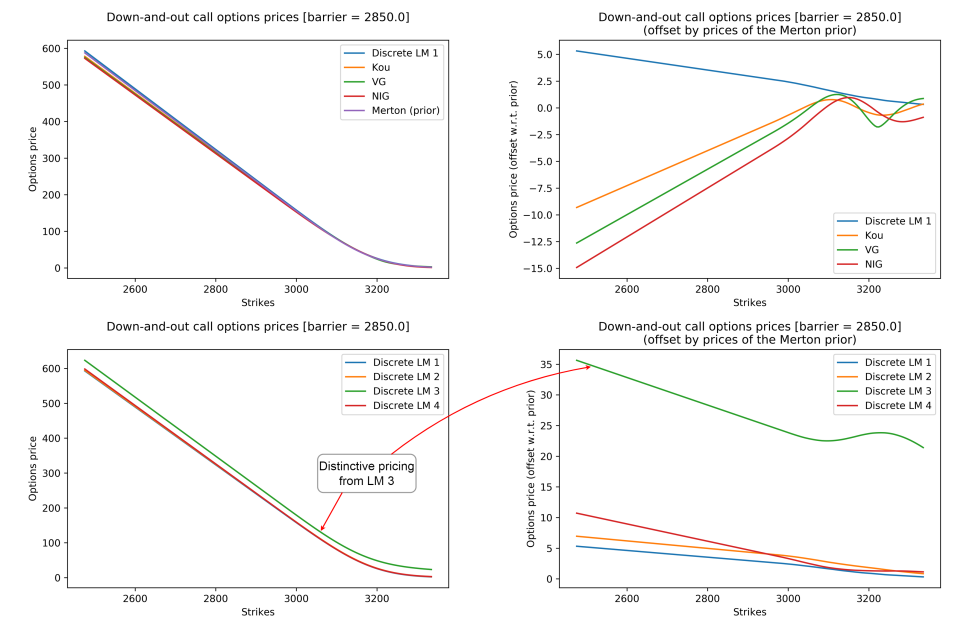 Down-and-out call options prices [barrier = 2850.0]
Options price
600
500
400
300
200
100
0
2600
2800
3000
3200
Strikes
Discrete LM 1
Kou
VG
NIG
Merton (prior)
Down-and-out call options prices [barrier = 2850.0]
(offset by prices of the Merton prior)
Options price (offset w.r.t. prior)
5.0
2.5
0.0
−2.5
−5.0
−7.5
−10.0
−12.5
−15.0
2600
2800
3000
3200
Strikes
Discrete LM 1
Kou
VG
NIG
Down-and-out call options prices [barrier = 2850.0]
Options price
600
500
400
300
200
100
0
2600
2800
3000
3200
Strikes
Discrete LM 1
Discrete LM 2
Discrete LM 3
Discrete LM 4
Distinctive pricing
from LM 3
Down-and-out call options prices [barrier = 2850.0]
(offset by prices of the Merton prior)
Options price (offset w.r.t. prior)
35
30
25
20
15
10
5
0
2600
2800
3000
3200
Strikes
Discrete LM 1
Discrete LM 2
Discrete LM 3
Discrete LM 4